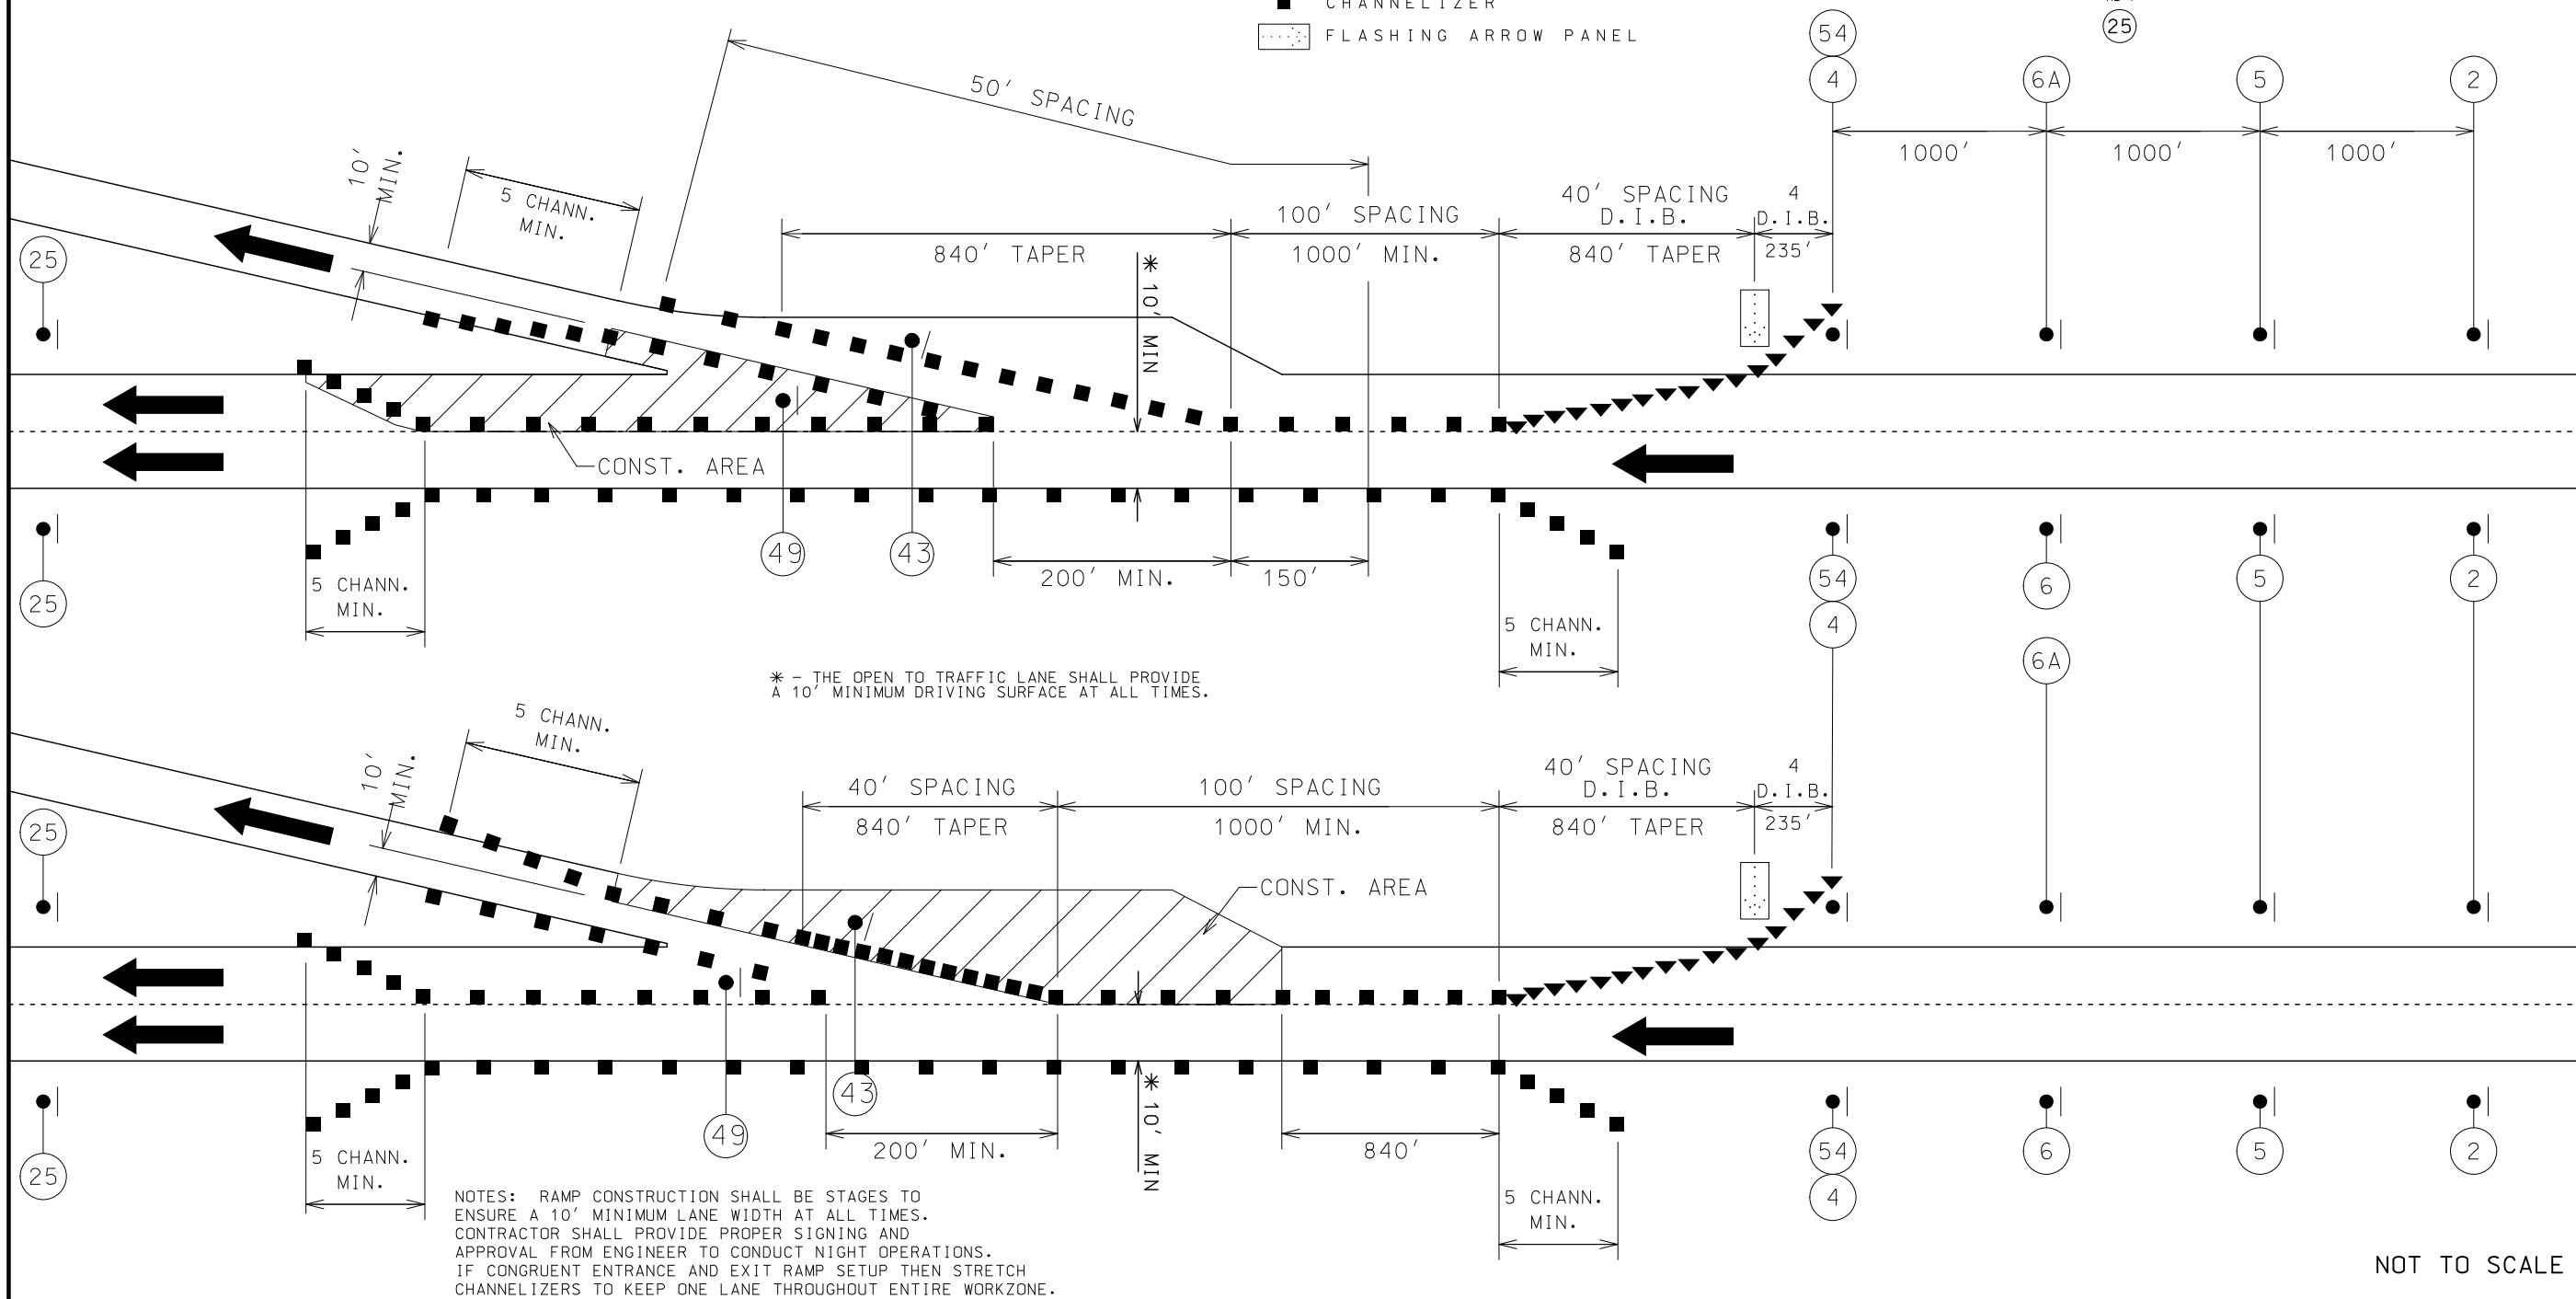 CHANNELIZER
FLASHING ARROW PANEL
25
54
4
6A
5
2
50' SPACING
1000'
1000'
1000'
10'
MIN.
5 CHANN.
MIN.
40' SPACING
D.I.B.
4
D.I.B.
100' SPACING
840' TAPER
1000' MIN.
840' TAPER
235'
* 10' MIN
25
CONST. AREA
49
43
200' MIN.
150'
25
5 CHANN.
MIN.
54
4
6
5
2
5 CHANN.
MIN.
6A
* - THE OPEN TO TRAFFIC LANE SHALL PROVIDE
A 10' MINIMUM DRIVING SURFACE AT ALL TIMES.
5 CHANN.
MIN.
10'
MIN.
40' SPACING
840' TAPER
100' SPACING
1000' MIN.
40' SPACING
D.I.B.
840' TAPER
4
D.I.B.
235'
25
CONST. AREA
43
49
200' MIN.
* 10' MIN
840'
25
5 CHANN.
MIN.
54
4
6
5
2
5 CHANN.
MIN.
NOTES: RAMP CONSTRUCTION SHALL BE STAGES TO
ENSURE A 10' MINIMUM LANE WIDTH AT ALL TIMES.
CONTRACTOR SHALL PROVIDE PROPER SIGNING AND
APPROVAL FROM ENGINEER TO CONDUCT NIGHT OPERATIONS.
IF CONGRUENT ENTRANCE AND EXIT RAMP SETUP THEN STRETCH
CHANNELIZERS TO KEEP ONE LANE THROUGHOUT ENTIRE WORKZONE.
NOT TO SCALE